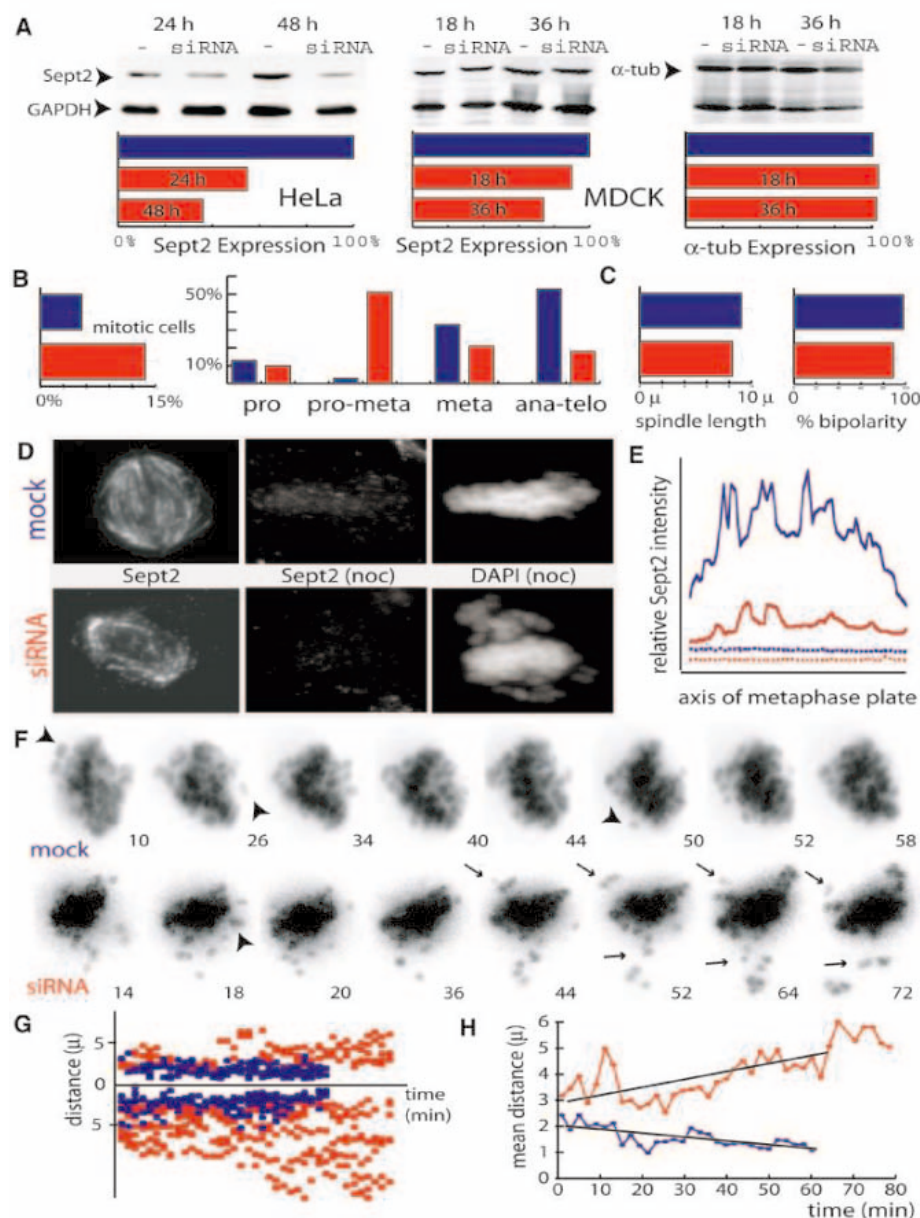 A
24 h 48 h
- siRNA - siRNA
Sept2
GAPDH
24 h
48 h
HeLa
0% 100%
Sept2 Expression
18 h 36 h
- siRNA - siRNA
18 h
36 h
MDCK
0% 100%
Sept2 Expression
18 h 36 h
- siRNA - siRNA
α-tub
18 h
36 h
0% 100%
α-tub Expression
B
mitotic cells
0% 15%
50%
10%
pro pro-meta meta ana-telo
C
0 μ 10 μ
spindle length
0 100
% bipolarity
D
mock
Sept2 Sept2 (noc) DAPI (noc)
siRNA
E
relative Sept2 intensity
axis of metaphase plate
F
10 26 34 40 44 50 52 58
mock
siRNA
14 18 20 36 44 52 64 72
G
distance (μ)
5
0
5
time
(min)
H
mean distance (μ)
6
5
4
3
2
1
0 10 20 30 40 50 60 70 80
time (min)